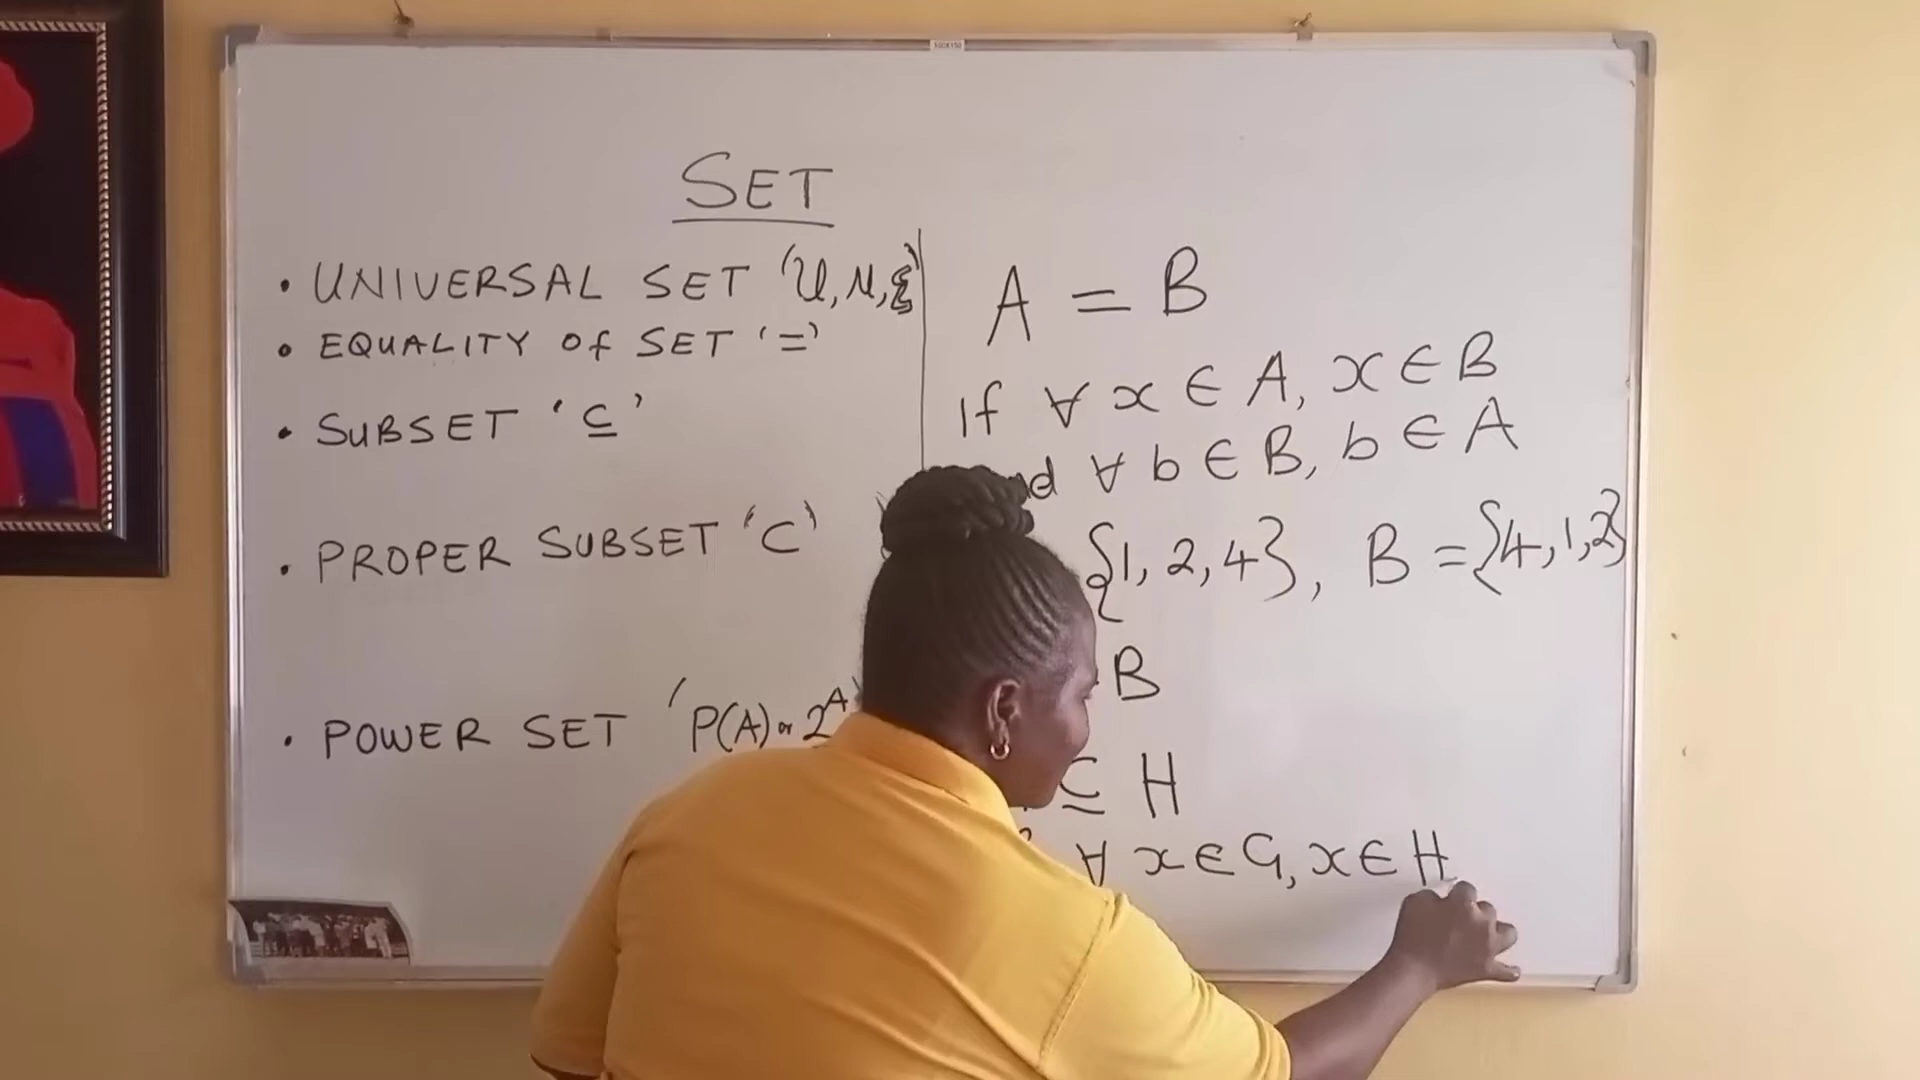 SET
• UNIVERSAL SET '(U, μ, ξ)'
• EQUALITY Of SET '='
• SUBSET '⊆'
• PROPER SUBSET '⊂'
• POWER SET 'P(A) or 2^A'
A = B
If ∀ x ∈ A, x ∈ B
∀ b ∈ B, b ∈ A
{1, 2, 4}, B = {4, 1, 2}
B
⊆ H
∀ x ∈ G, x ∈ H